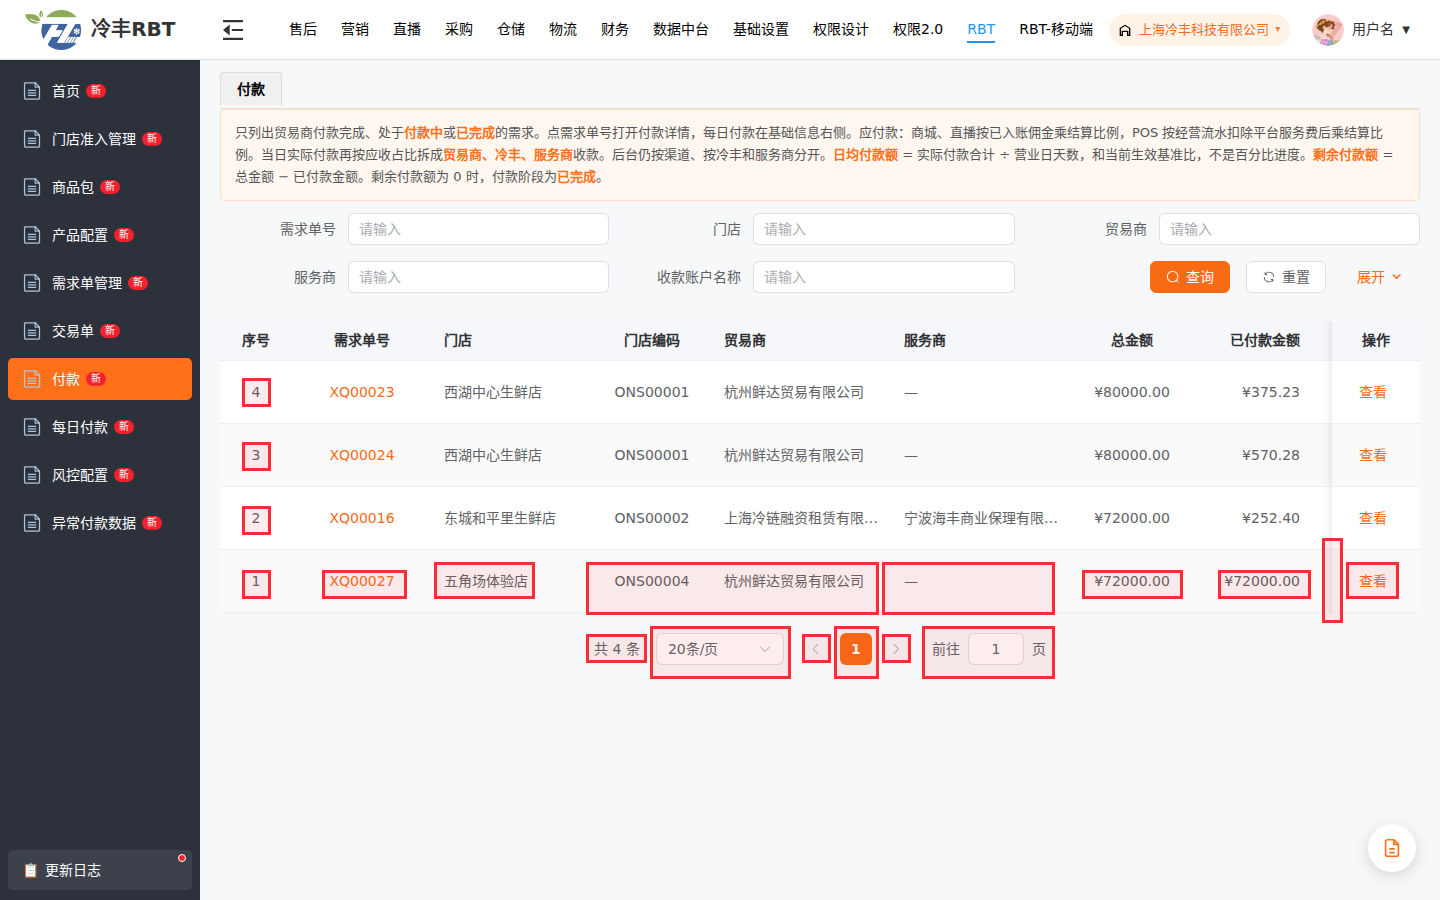 冷丰RBT
售后 营销 直播 采购 仓储 物流 财务 数据中台 基础设置 权限设计 权限2.0 RBT RBT-移动端 上海冷丰科技有限公司 ▾ 用户名 ▼
首页 新
门店准入管理 新
商品包 新
产品配置 新
需求单管理 新
交易单 新
付款 新
每日付款 新
风控配置 新
异常付款数据 新
更新日志
付款
只列出贸易商付款完成、处于付款中或已完成的需求。点需求单号打开付款详情，每日付款在基础信息右侧。应付款：商城、直播按已入账佣金乘结算比例，POS 按经营流水扣除平台服务费后乘结算比
例。当日实际付款再按应收占比拆成贸易商、冷丰、服务商收款。后台仍按渠道、按冷丰和服务商分开。日均付款额 = 实际付款合计 ÷ 营业日天数，和当前生效基准比，不是百分比进度。剩余付款额 =
总金额 − 已付款金额。剩余付款额为 0 时，付款阶段为已完成。
需求单号 请输入 门店 请输入 贸易商 请输入
服务商 请输入 收款账户名称 请输入 查询 重置 展开
序号 需求单号 门店 门店编码 贸易商 服务商 总金额 已付款金额 操作
4 XQ00023 西湖中心生鲜店 ONS00001 杭州鲜达贸易有限公司 — ¥80000.00 ¥375.23 查看
3 XQ00024 西湖中心生鲜店 ONS00001 杭州鲜达贸易有限公司 — ¥80000.00 ¥570.28 查看
2 XQ00016 东城和平里生鲜店 ONS00002 上海冷链融资租赁有限... 宁波海丰商业保理有限... ¥72000.00 ¥252.40 查看
1 XQ00027 五角场体验店 ONS00004 杭州鲜达贸易有限公司 — ¥72000.00 ¥72000.00 查看
共 4 条 20条/页 1 前往 1 页